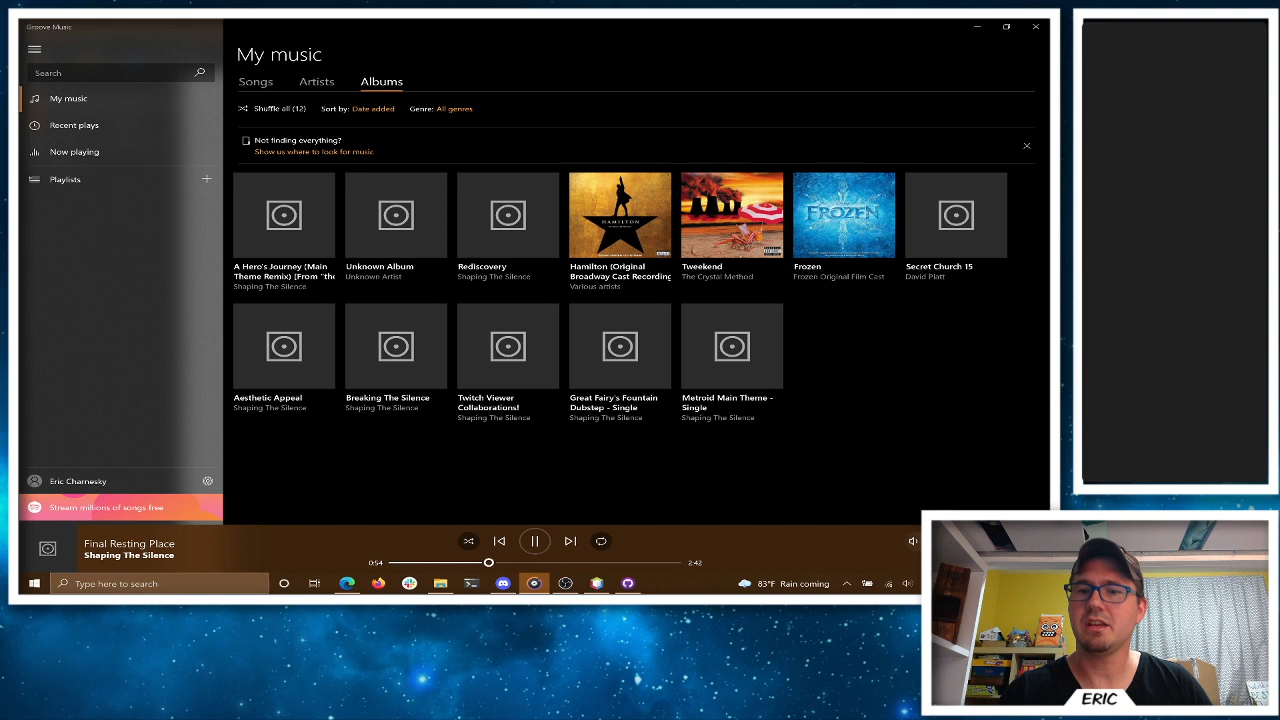 Groove Music
Search
My music
Recent plays
Now playing
Playlists
Eric Charnesky
Stream millions of songs free
My music
Songs Artists Albums
Shuffle all (12) Sort by: Date added Genre: All genres
Not finding everything?
Show us where to look for music
A Hero's Journey (Main
Theme Remix) [From "the
Shaping The Silence
Unknown Album
Unknown Artist
Rediscovery
Shaping The Silence
HAMILTON
Hamilton (Original
Broadway Cast Recording
Various artists
Tweekend
The Crystal Method
FROZEN
Frozen
Frozen Original Film Cast
Secret Church 15
David Platt
Aesthetic Appeal
Shaping The Silence
Breaking The Silence
Shaping The Silence
Twitch Viewer
Collaborations!
Shaping The Silence
Great Fairy's Fountain
Dubstep - Single
Shaping The Silence
Metroid Main Theme -
Single
Shaping The Silence
Final Resting Place
Shaping The Silence
0:54 2:42
Type here to search
83°F Rain coming
ERIC